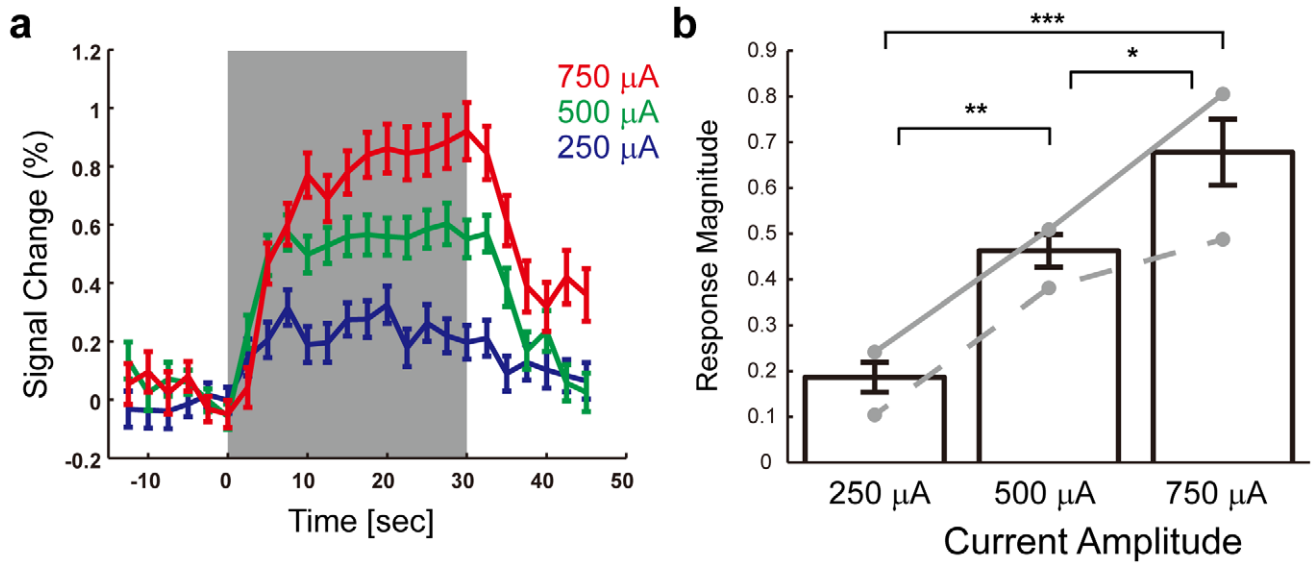 a
Signal Change (%)
1.2
1
0.8
0.6
0.4
0.2
0
-0.2
-10
0
10
20
30
40
50
Time [sec]
750 μA
500 μA
250 μA
b
Response Magnitude
0.9
0.8
0.7
0.6
0.5
0.4
0.3
0.2
0.1
0
***
*
**
250 μA
500 μA
750 μA
Current Amplitude